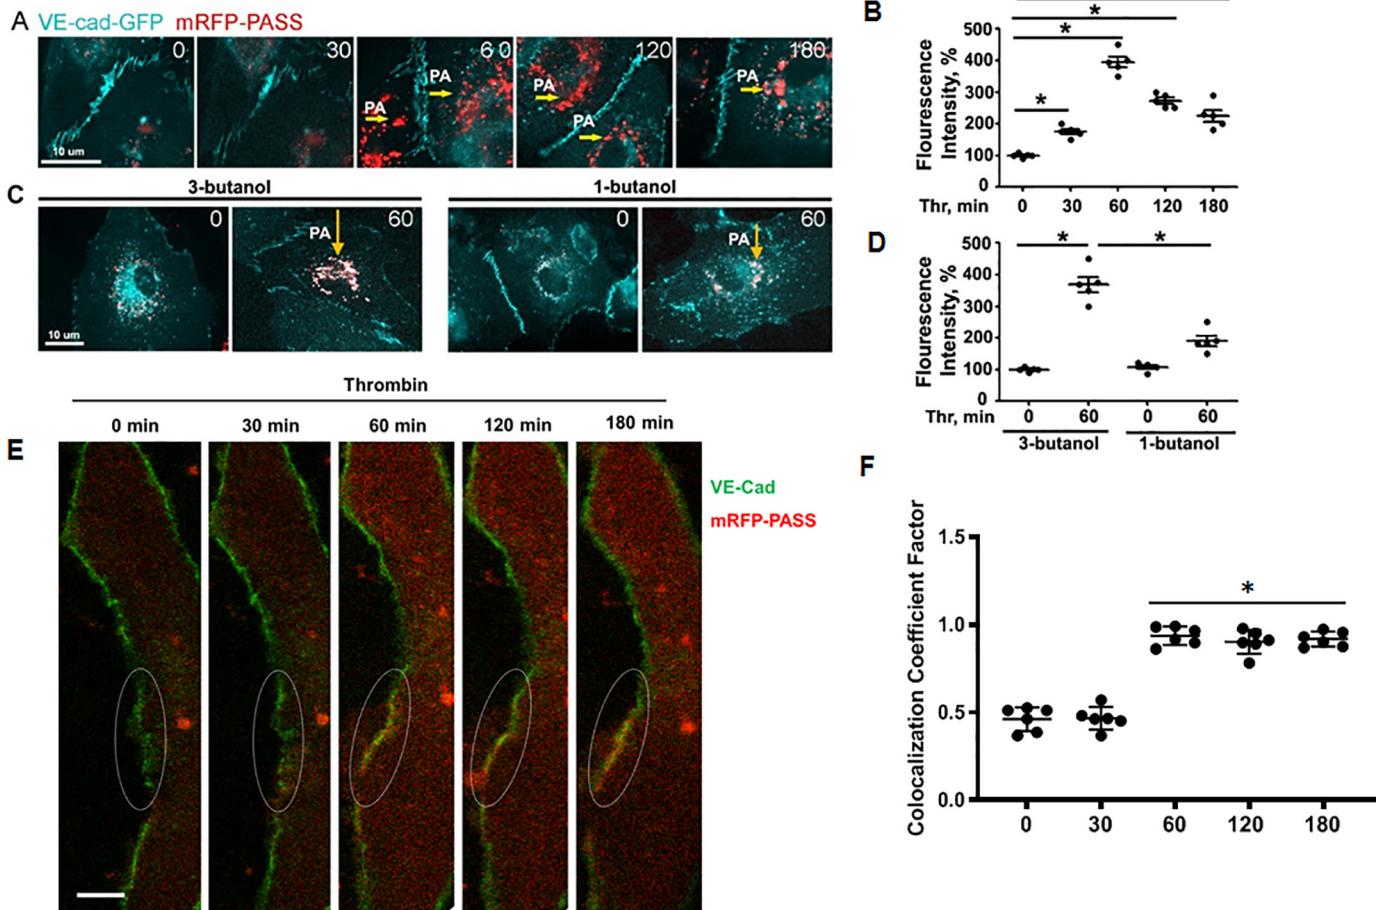 A VE-cad-GFP mRFP-PASS
0 30 60 120 180
PA PA PA PA PA
10 um
B
*
*
*
Flourescence
Intensity, %
500
400
300
200
100
0
Thr, min 0 30 60 120 180
C 3-butanol 1-butanol
0 60 0 60
PA PA
10 um
D
* *
Flourescence
Intensity, %
500
400
300
200
100
0
Thr, min 0 60 0 60
3-butanol 1-butanol
Thrombin
0 min 30 min 60 min 120 min 180 min
E
VE-Cad
mRFP-PASS
F
Colocalization Coefficient Factor
1.5
1.0
0.5
0.0
*
0 30 60 120 180